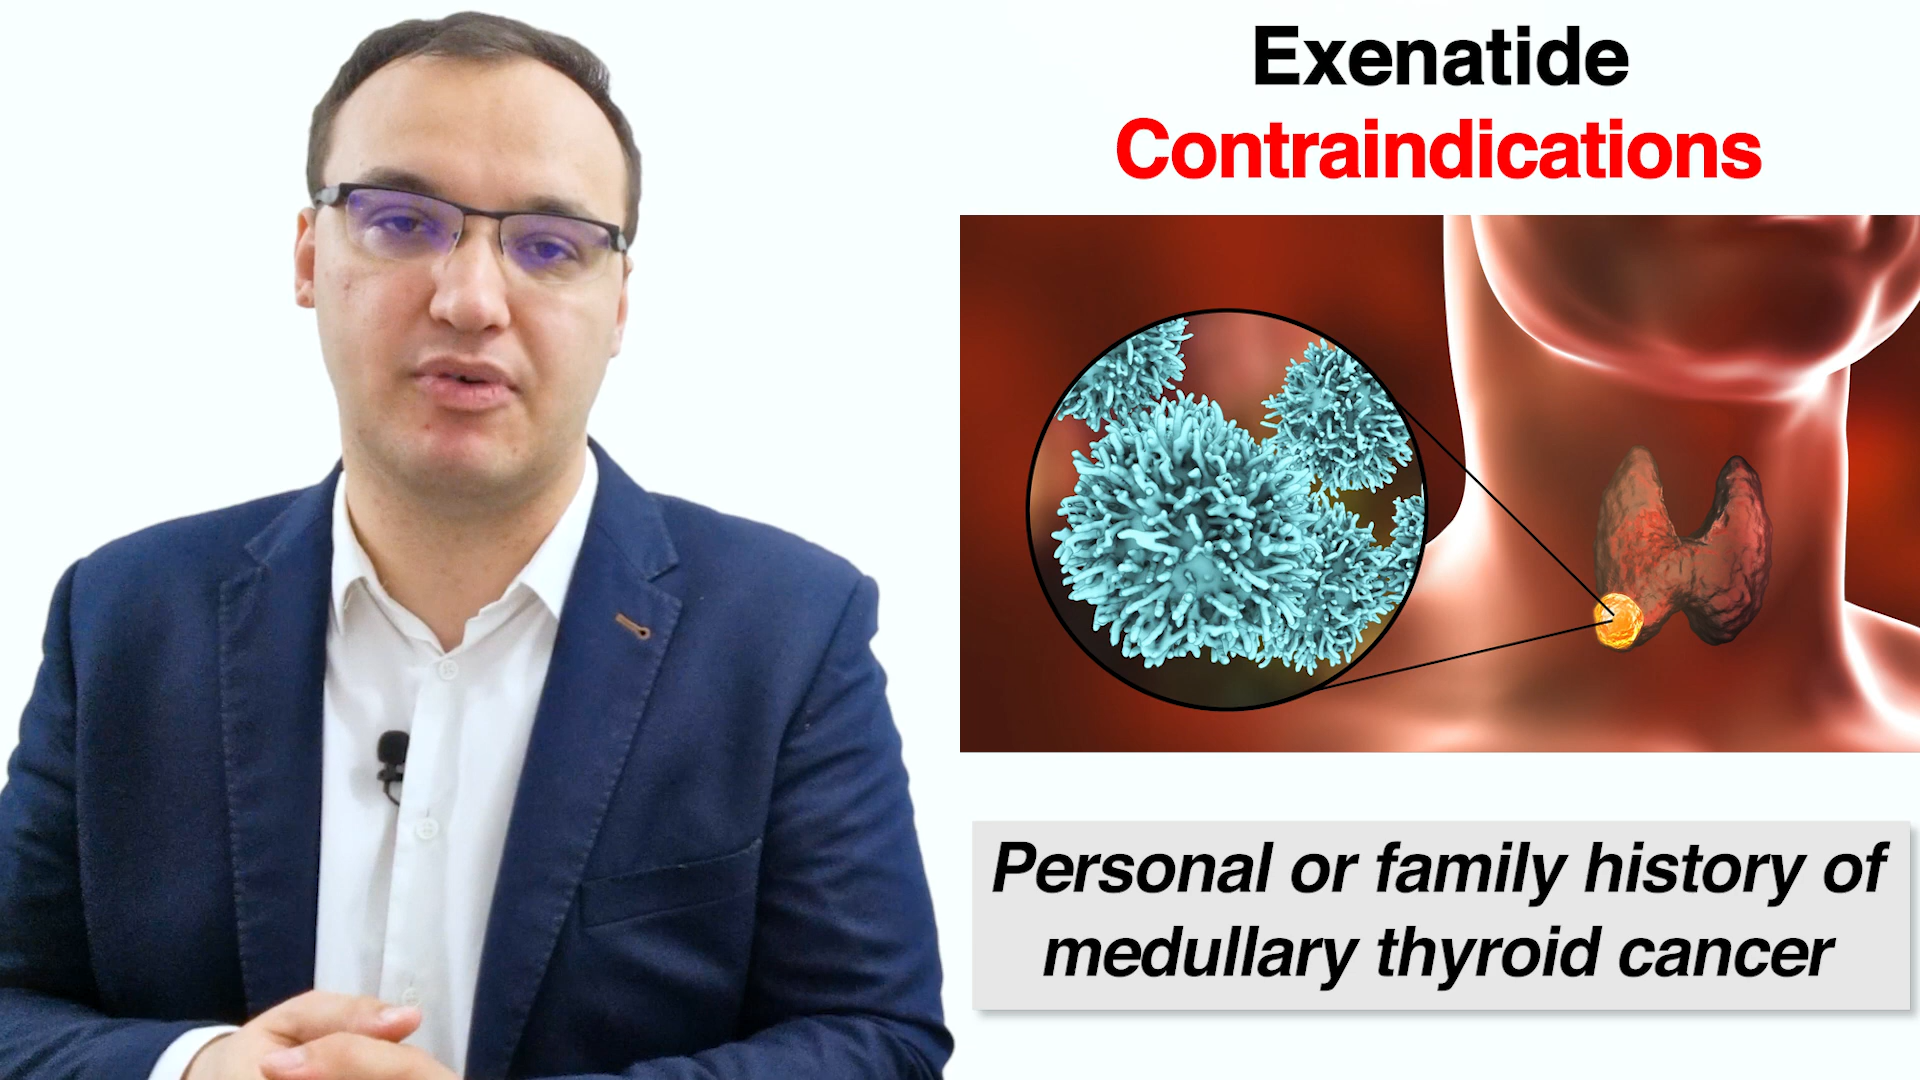 Exenatide
Contraindications
Personal or family history of
medullary thyroid cancer